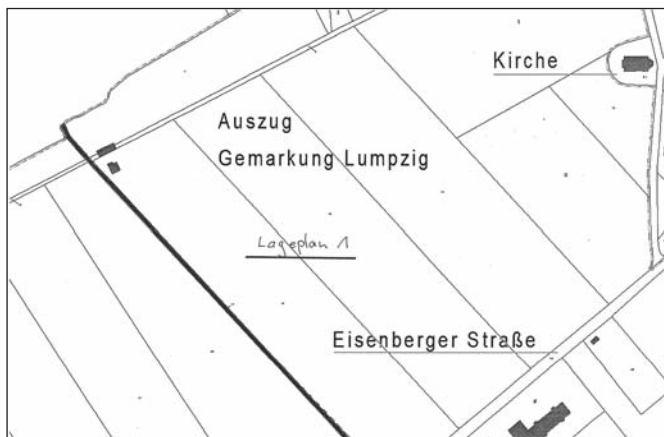 Kirche
Auszug
Gemarkung Lumpzig
Lageplan 1
Eisenberger Straße